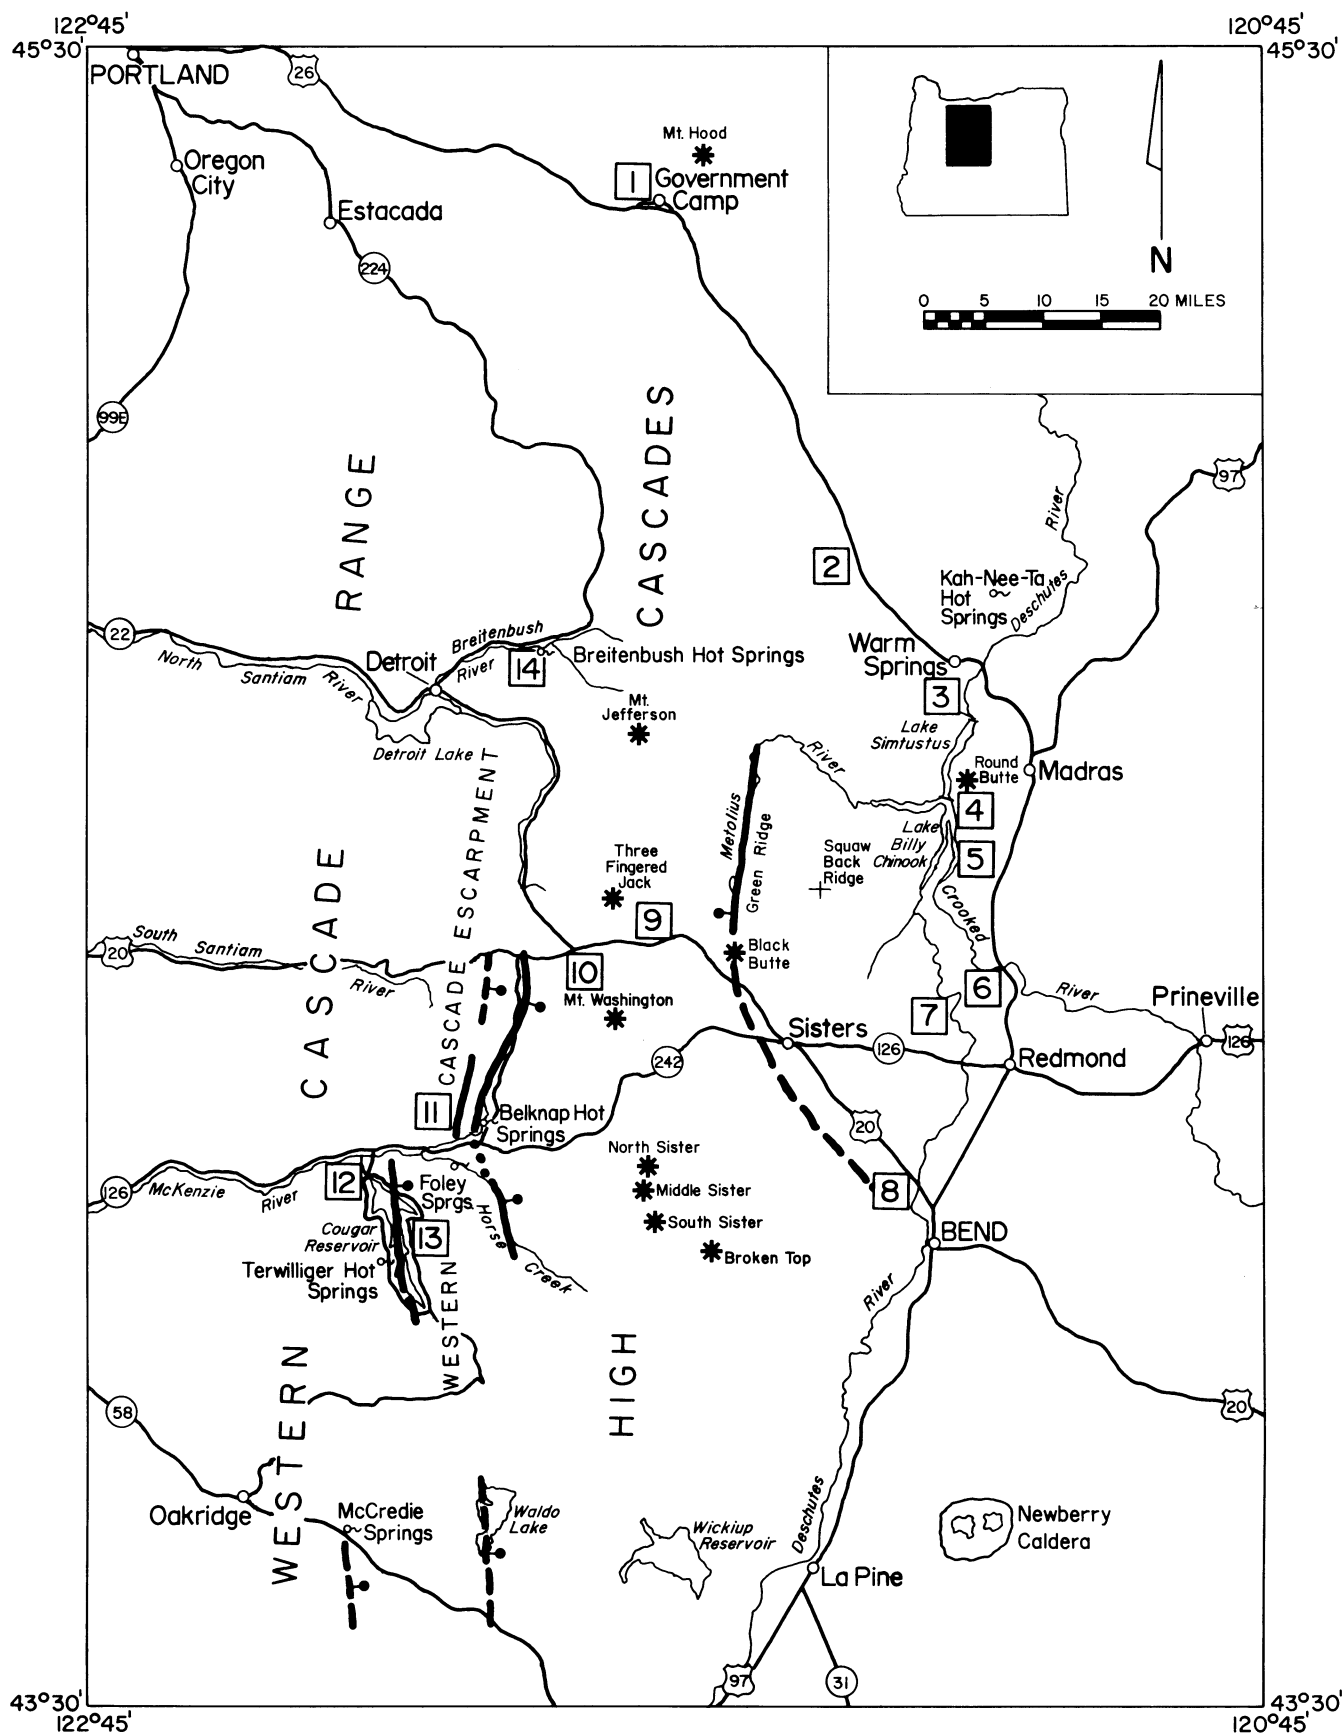 122°45'
120°45'
45°30'
45°30'
PORTLAND
26
Mt. Hood
Oregon
City
1
Government
Camp
Estacada
224
N
0 5 10 15 20 MILES
99E
CASCADES
RANGE
97
River
2
Kah-Nee-Ta
Hot
Springs
Deschutes
22
North
Santiam
River
Detroit
Breitenbush
River
14
Breitenbush Hot Springs
Warm
Springs
3
Detroit Lake
Mt.
Jefferson
Lake
Simtustus
River
Round
Butte
Madras
4
Metolius
Green Ridge
Lake
Billy
Chinook
5
Squaw
Back
Ridge
Three
Fingered
Jack
Crooked
CASCADE
WESTERN CASCADE ESCARPMENT
9
20
South
Santiam
River
10
Black
Butte
6
River
Mt. Washington
7
Prineville
Sisters
126
126
Redmond
242
11
Belknap Hot
Springs
20
North Sister
Middle Sister
South Sister
Broken Top
126
McKenzie
River
12
Foley
Sprgs.
Horse
Creek
8
Cougar
Reservoir
13
BEND
Terwilliger Hot
Springs
River
HIGH
WESTERN
58
20
Oakridge
McCredie
Springs
Waldo
Lake
Wickiup
Reservoir
Deschutes
Newberry
Caldera
La Pine
97
31
43°30'
43°30'
122°45'
120°45'